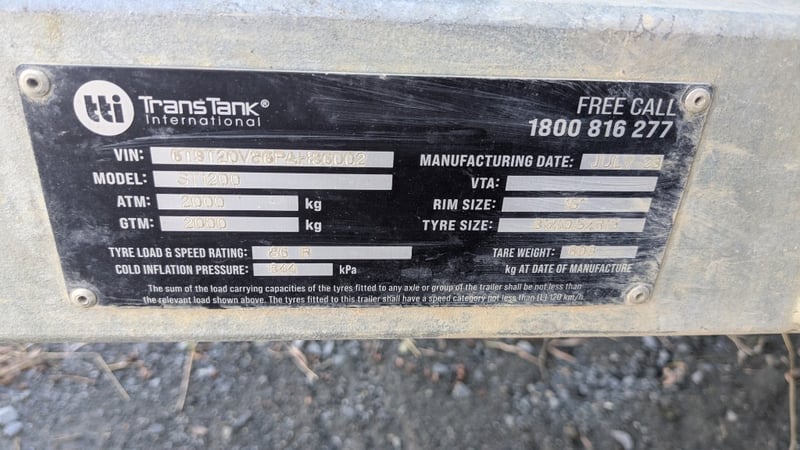 tti TransTank®
International
FREE CALL
1800 816 277
VIN:
MANUFACTURING DATE: JULY 23
MODEL: ST1200
VTA:
ATM: 2000 kg
RIM SIZE:
GTM: 2000 kg
TYRE SIZE:
TYRE LOAD & SPEED RATING:
TARE WEIGHT:
COLD INFLATION PRESSURE: kPa
kg AT DATE OF MANUFACTURE
The sum of the load carrying capacities of the tyres fitted to any axle or group of the trailer shall be not less than
the relevant load shown above. The tyres fitted to this trailer shall have a speed category not less than (L) 120 km/h.